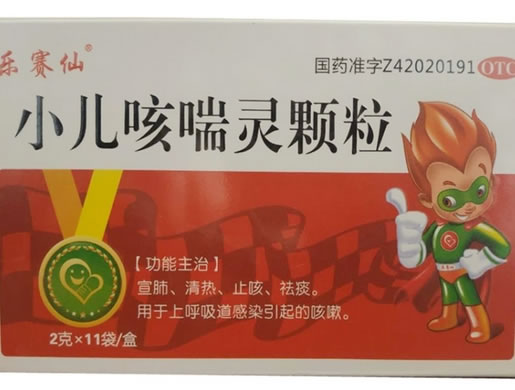 乐赛仙®
国药准字Z42020191 OTC
小儿咳喘灵颗粒
【功能主治】
宣肺、清热、止咳、祛痰。
用于上呼吸道感染引起的咳嗽。
2克×11袋/盒